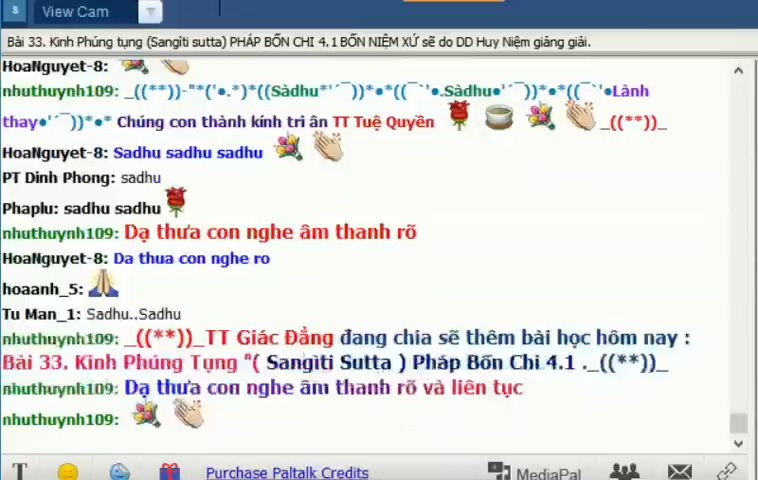 s View Cam
Bài 33. Kinh Phúng tụng (Sangìti sutta) PHÁP BỐN CHI 4.1 BỐN NIỆM XỨ sẽ do DD Huy Niệm giảng giải.
HoaNguyet-8:
nhuthuynh109: _((**))-"*('●.*)*((Sàdhu*'´¯))*●*((¯`'●.Sàdhu●'´¯))*●*((¯`'●Lành
thay●'´¯))*●* Chúng con thành kính tri ân TT Tuệ Quyền _((**))_
HoaNguyet-8: Sadhu sadhu sadhu
PT Dinh Phong: sadhu
Phaplu: sadhu sadhu
nhuthuynh109: Dạ thưa con nghe âm thanh rõ
HoaNguyet-8: Da thua con nghe ro
hoaanh_5:
Tu Man_1: Sadhu..Sadhu
nhuthuynh109: _((**))_TT Giác Đẳng đang chia sẽ thêm bài học hôm nay :
Bài 33. Kinh Phúng Tụng "( Sangìti Sutta ) Pháp Bốn Chi 4.1 ._((**))_
nhuthuynh109: Dạ thưa con nghe âm thanh rõ và liên tục
nhuthuynh109:
T Purchase Paltalk Credits MediaPal